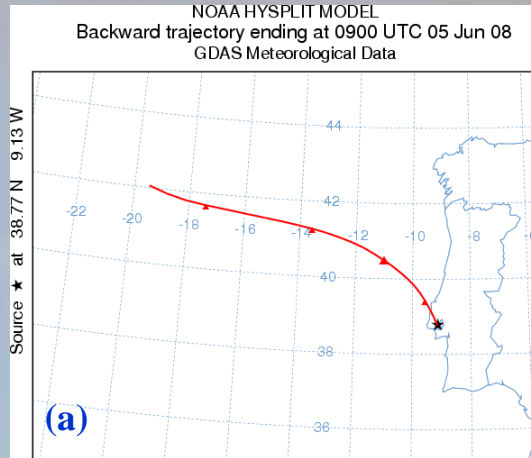 NOAA HYSPLIT MODEL
Backward trajectory ending at 0900 UTC 05 Jun 08
GDAS Meteorological Data
Source ★ at 38.77 N 9.13 W
44
42
-22
-20
-18
-16
-14
-12
-10
-8
40
38
36
(a)